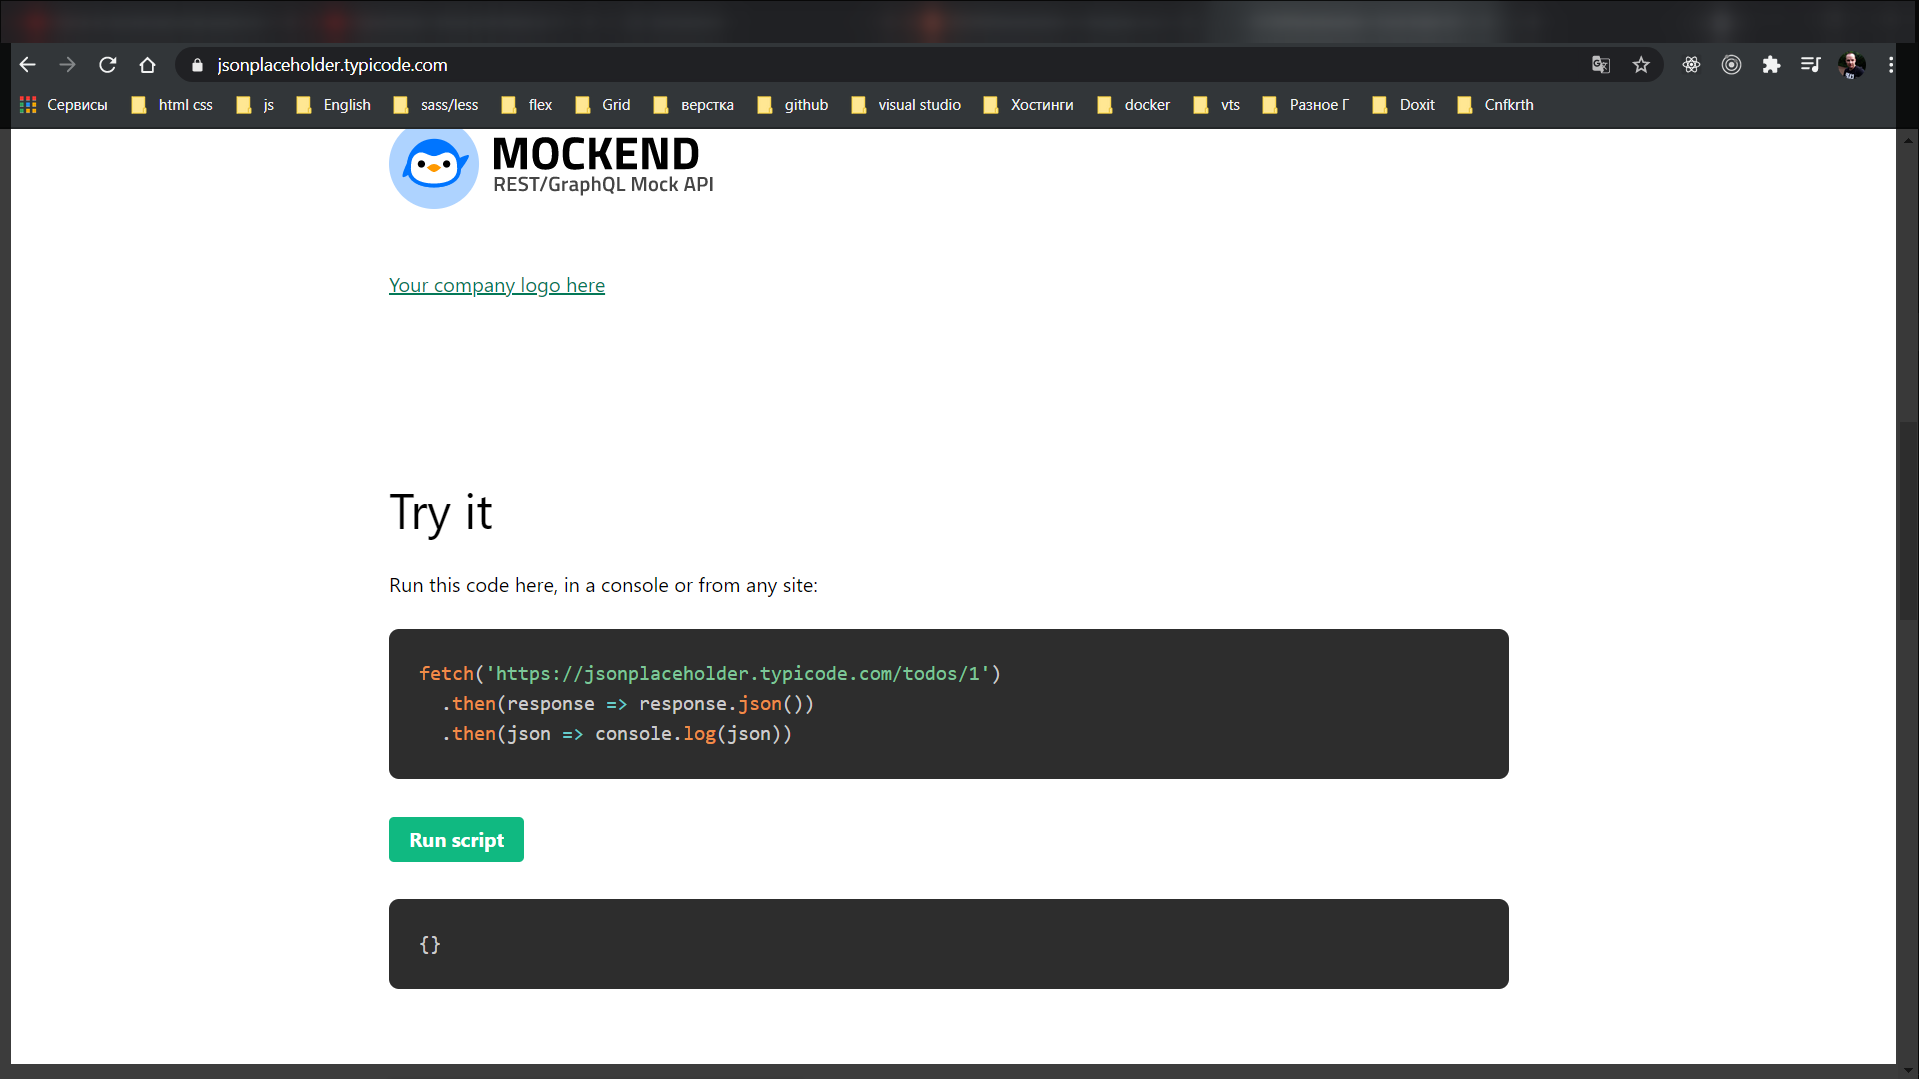 jsonplaceholder.typicode.com
Сервисы html css js English sass/less flex Grid верстка github visual studio Хостинги docker vts Разное Г Doxit Cnfkrth
MOCKEND
REST/GraphQL Mock API
Your company logo here
Try it
Run this code here, in a console or from any site:
fetch('https://jsonplaceholder.typicode.com/todos/1')
.then(response => response.json())
.then(json => console.log(json))
Run script
{}